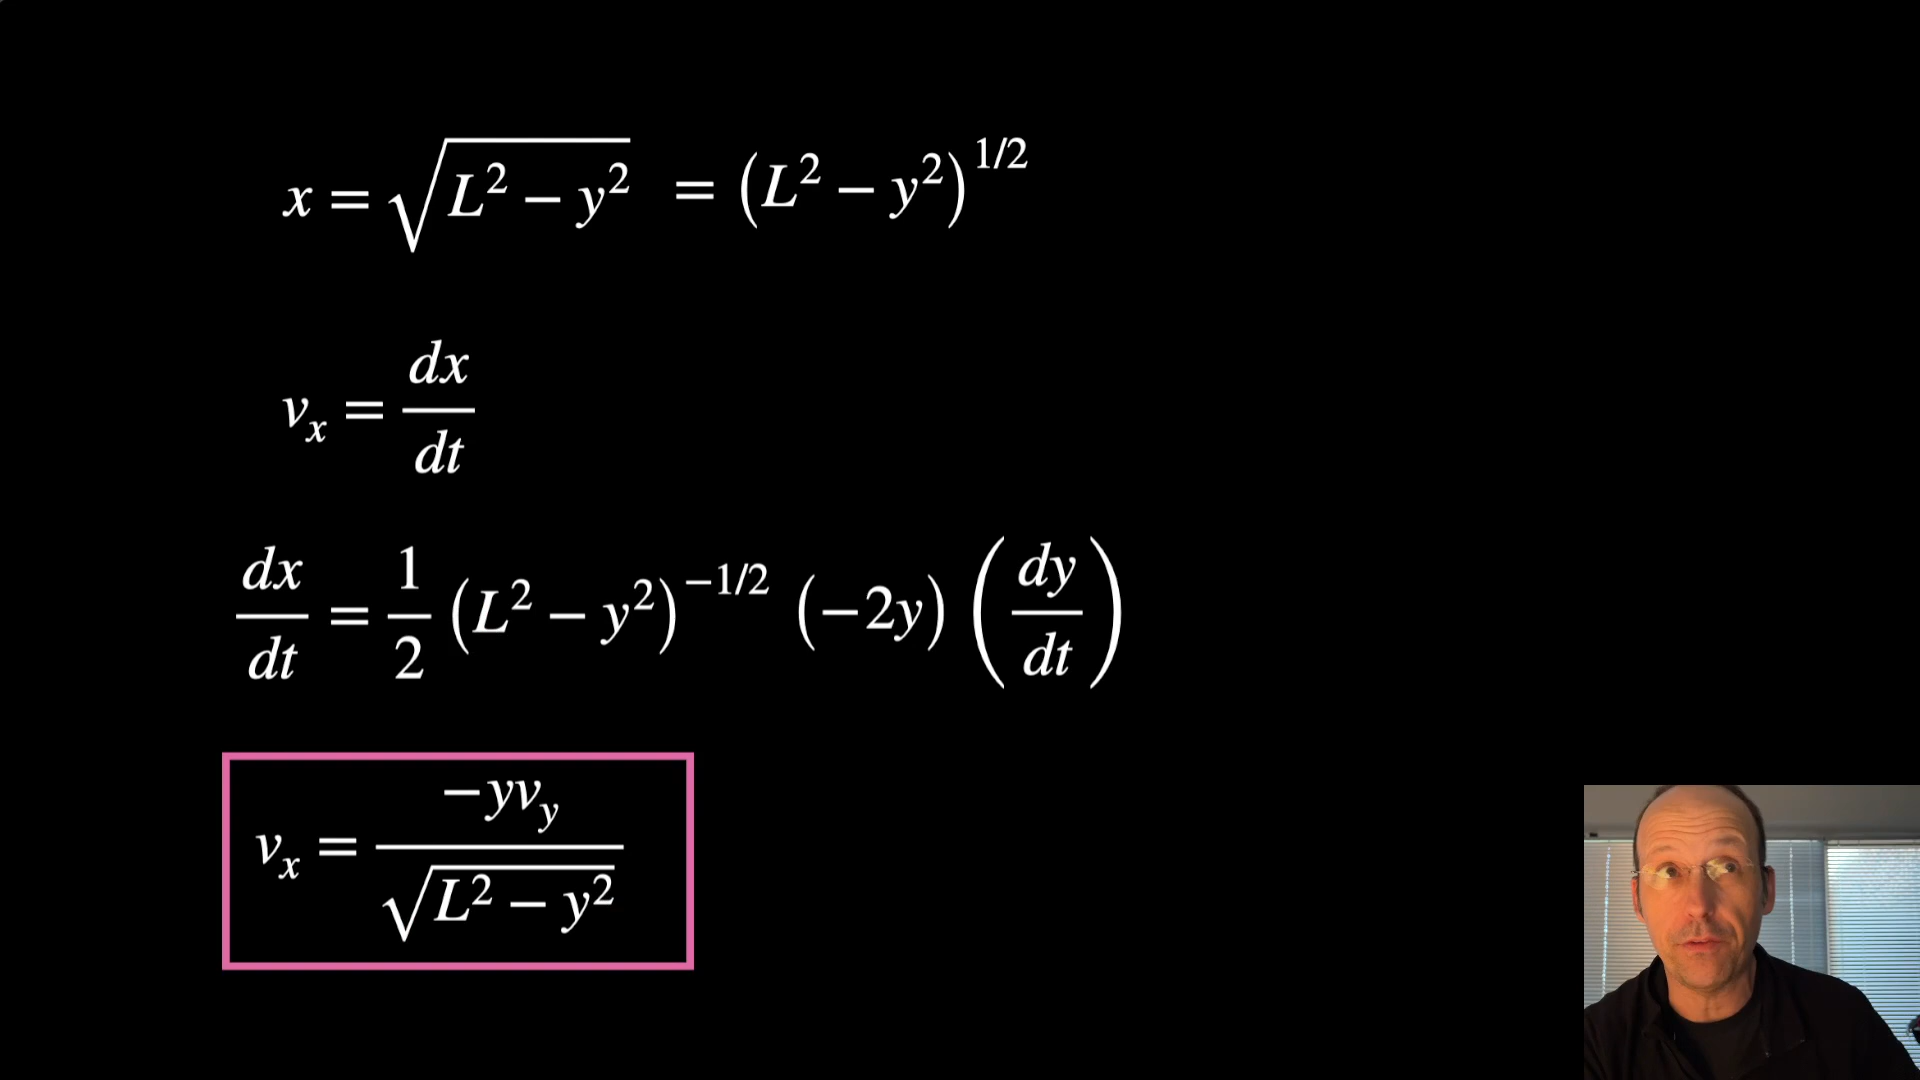 x = √(L² − y²) = (L² − y²)^{1/2}
v_x = dx/dt
dx/dt = 1/2 (L² − y²)^{−1/2} (−2y) (dy/dt)
v_x = −yv_y / √(L² − y²)